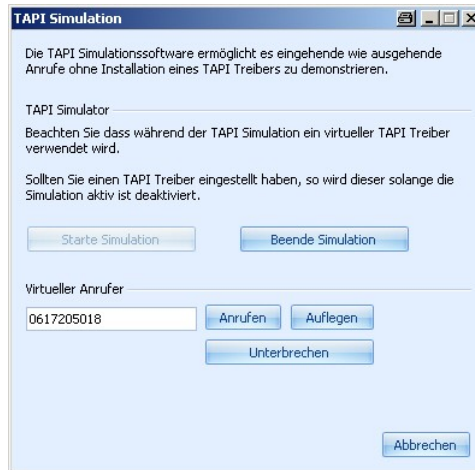 TAPI Simulation
Die TAPI Simulationssoftware ermöglicht es eingehende wie ausgehende
Anrufe ohne Installation eines TAPI Treibers zu demonstrieren.
TAPI Simulator
Beachten Sie dass während der TAPI Simulation ein virtueller TAPI Treiber
verwendet wird.
Sollten Sie einen TAPI Treiber eingestellt haben, so wird dieser solange die
Simulation aktiv ist deaktiviert.
Starte Simulation
Beende Simulation
Virtueller Anrufer
0617205018
Anrufen
Auflegen
Unterbrechen
Abbrechen